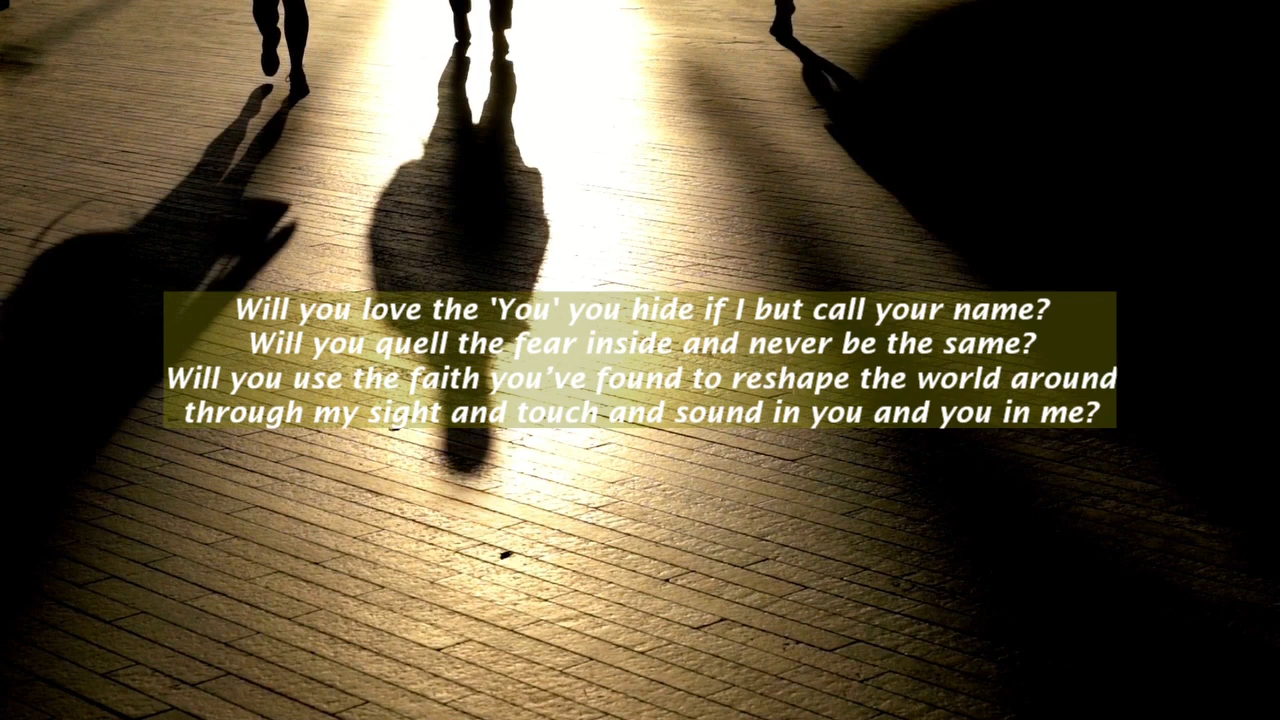 Will you love the 'You' you hide if I but call your name?
Will you quell the fear inside and never be the same?
Will you use the faith you’ve found to reshape the world around
through my sight and touch and sound in you and you in me?